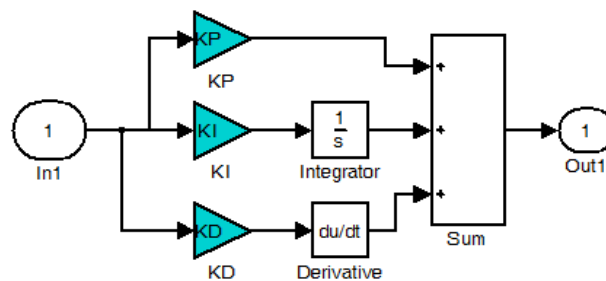 KP
KP
1
In1
KI
KI
1
s
Integrator
KD
KD
du/dt
Derivative
+
+
+
Sum
1
Out1